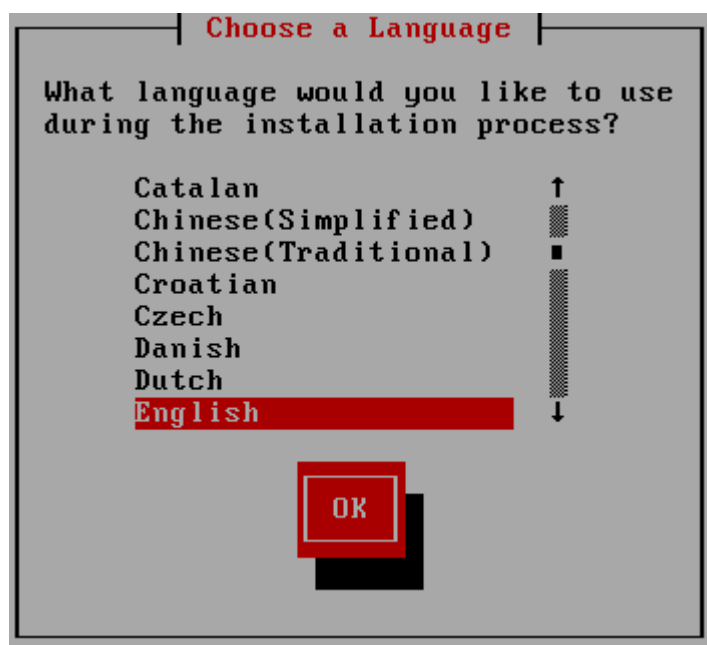 Choose a Language
What language would you like to use
during the installation process?
Catalan
Chinese(Simplified)
Chinese(Traditional)
Croatian
Czech
Danish
Dutch
English
OK